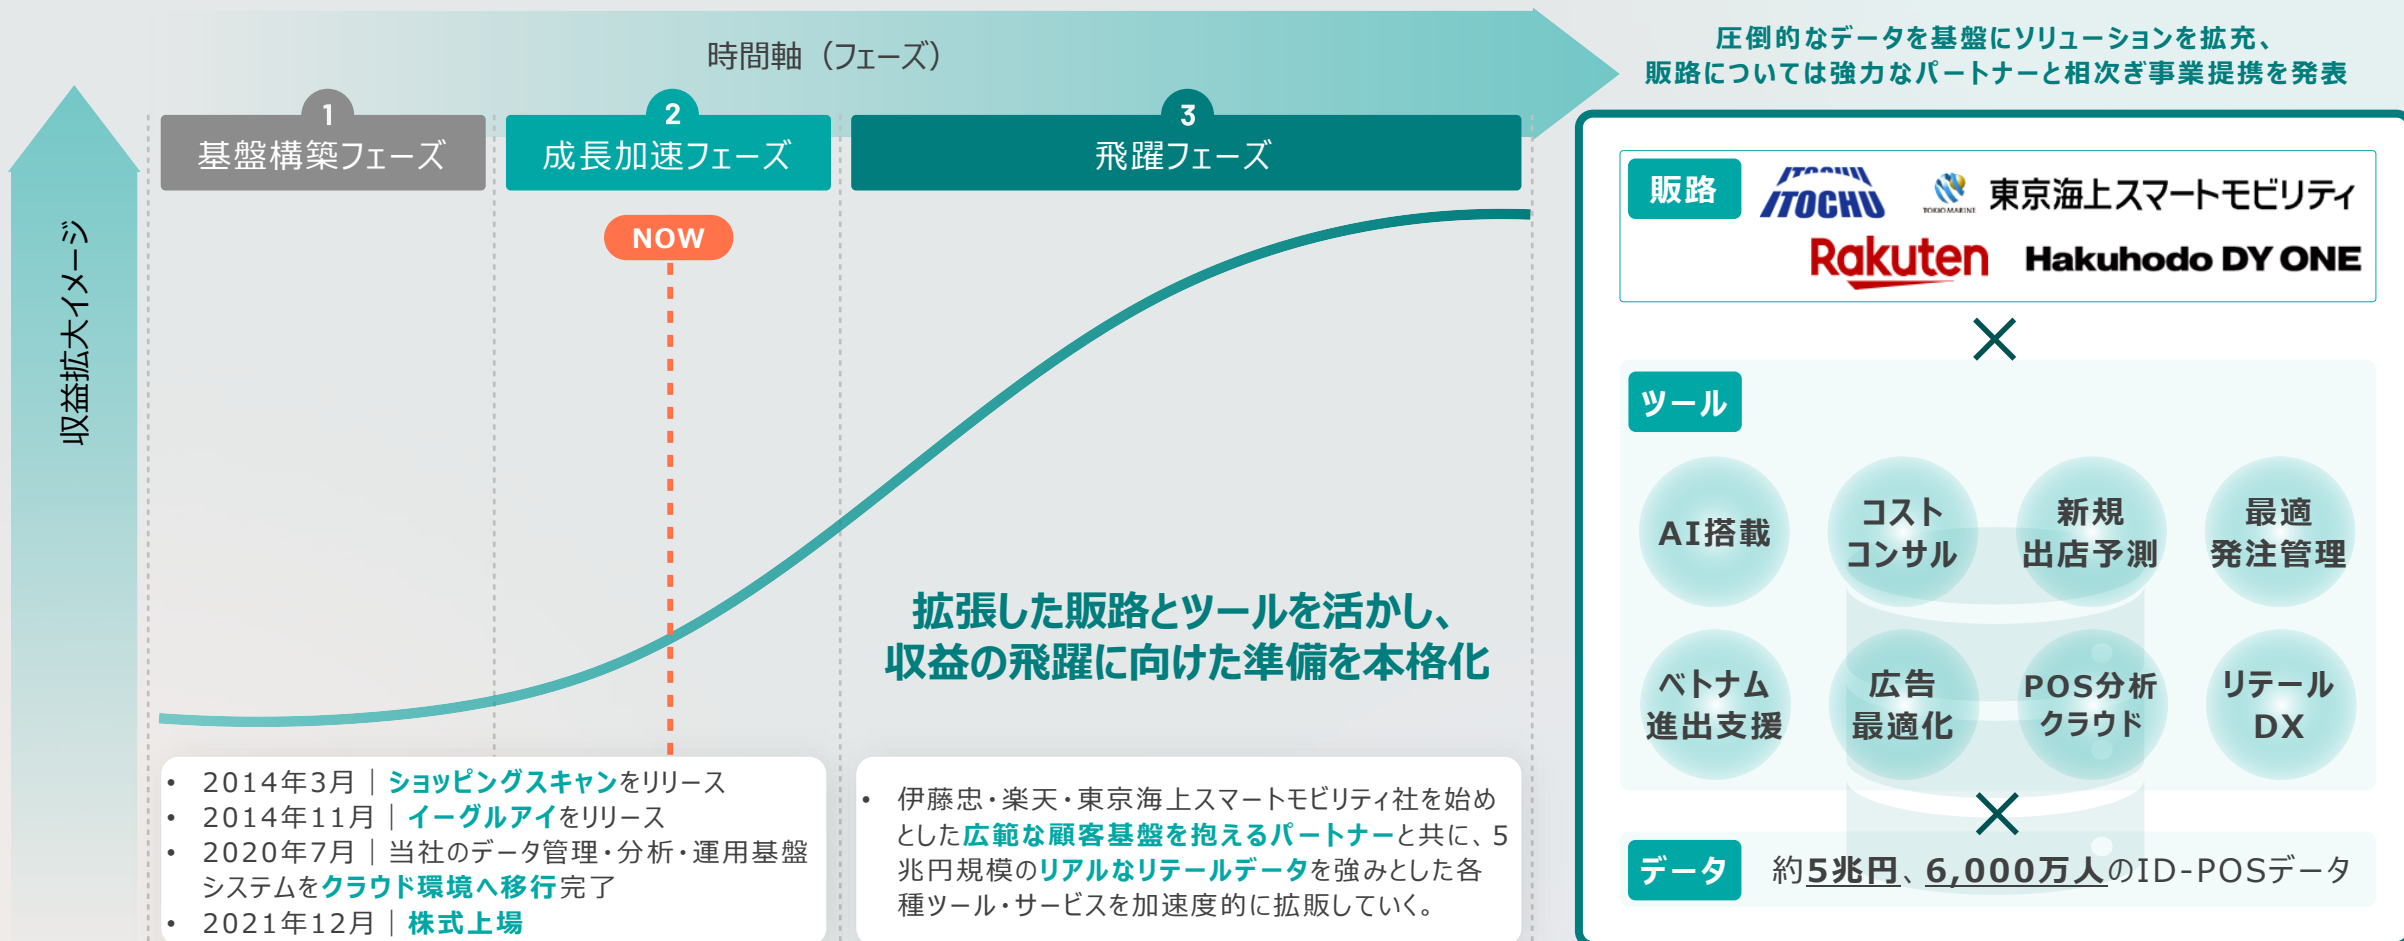 時間軸（フェーズ）
収益拡大イメージ
1
基盤構築フェーズ
2
成長加速フェーズ
3
飛躍フェーズ
NOW
拡張した販路とツールを活かし、
収益の飛躍に向けた準備を本格化
• 2014年3月｜ショッピングスキャンをリリース
• 2014年11月｜イーグルアイをリリース
• 2020年7月｜当社のデータ管理・分析・運用基盤
システムをクラウド環境へ移行完了
• 2021年12月｜株式上場
• 伊藤忠・楽天・東京海上スマートモビリティ社を始め
とした広範な顧客基盤を抱えるパートナーと共に、5
兆円規模のリアルなリテールデータを強みとした各
種ツール・サービスを加速度的に拡販していく。
圧倒的なデータを基盤にソリューションを拡充、
販路については強力なパートナーと相次ぎ事業提携を発表
販路
ITOCHU
ITOCHU
TOKIO MARINE
東京海上スマートモビリティ
Rakuten
Hakuhodo DY ONE
×
ツール
AI搭載
コスト
コンサル
新規
出店予測
最適
発注管理
ベトナム
進出支援
広告
最適化
POS分析
クラウド
リテール
DX
×
データ
約5兆円、6,000万人のID-POSデータ